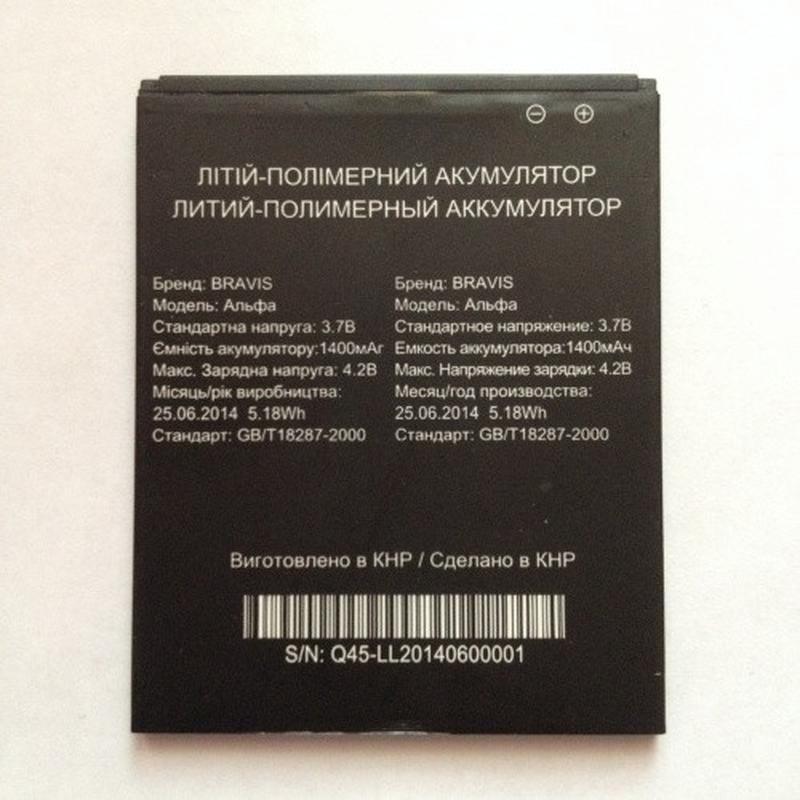 ЛІТІЙ-ПОЛІМЕРНИЙ АКУМУЛЯТОР
ЛИТИЙ-ПОЛИМЕРНЫЙ АККУМУЛЯТОР
Бренд: BRAVIS
Модель: Альфа
Стандартна напруга: 3.7В
Ємність акумулятору:1400мАг
Макс. Зарядна напруга: 4.2В
Місяць/рік виробництва:
25.06.2014 5.18Wh
Стандарт: GB/T18287-2000
Бренд: BRAVIS
Модель: Альфа
Стандартное напряжение: 3.7В
Емкость аккумулятора:1400мАч
Макс. Напряжение зарядки: 4.2В
Месяц/год производства:
25.06.2014 5.18Wh
Стандарт: GB/T18287-2000
Виготовлено в КНР / Сделано в КНР
S/N: Q45-LL20140600001